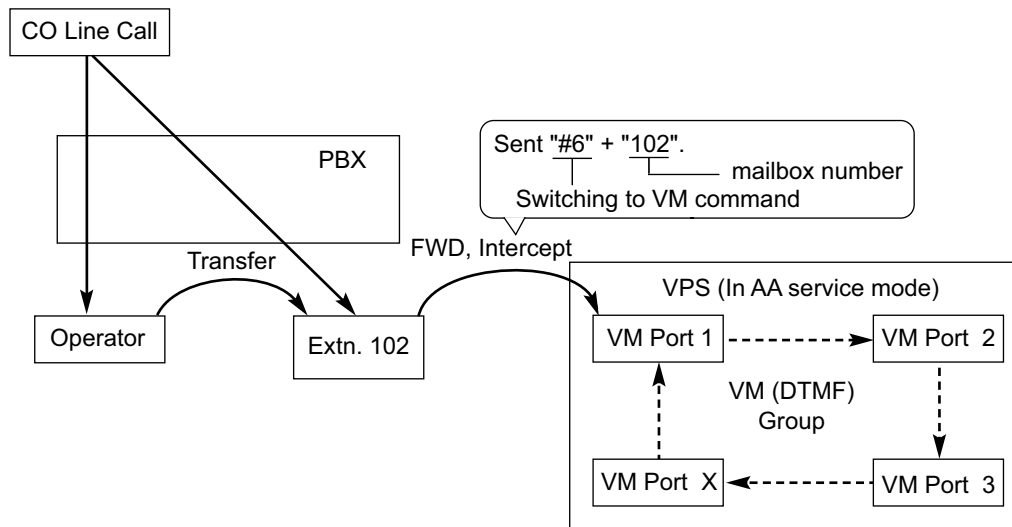 CO Line Call
PBX
Sent "#6" + "102".
mailbox number
Switching to VM command
Transfer
FWD, Intercept
Operator
Extn. 102
VPS (In AA service mode)
VM Port 1
VM Port 2
VM (DTMF)
Group
VM Port X
VM Port 3